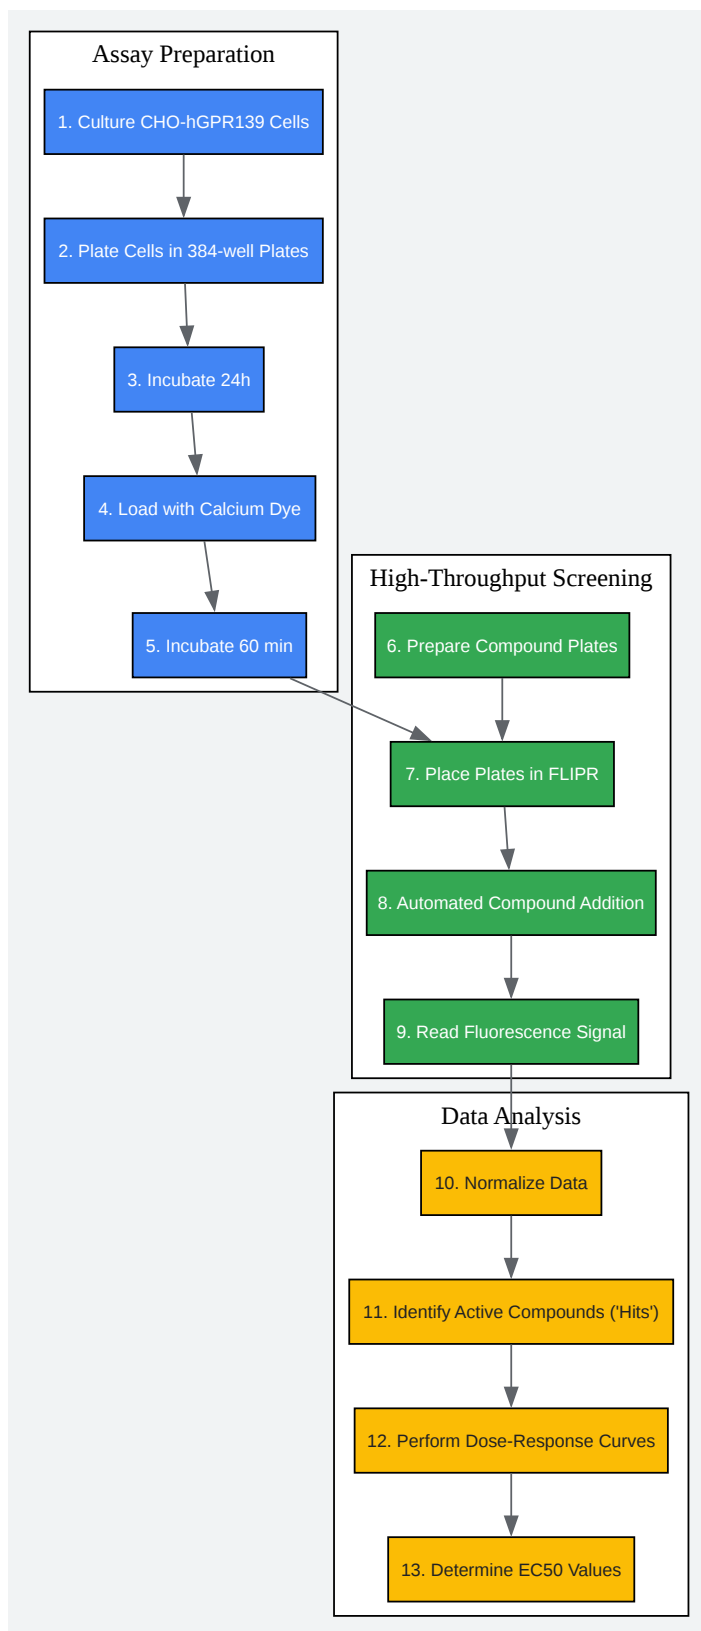 Assay Preparation
1. Culture CHO-hGPR139 Cells
2. Plate Cells in 384-well Plates
3. Incubate 24h
4. Load with Calcium Dye
5. Incubate 60 min
High-Throughput Screening
6. Prepare Compound Plates
7. Place Plates in FLIPR
8. Automated Compound Addition
9. Read Fluorescence Signal
Data Analysis
10. Normalize Data
11. Identify Active Compounds ('Hits')
12. Perform Dose-Response Curves
13. Determine EC50 Values